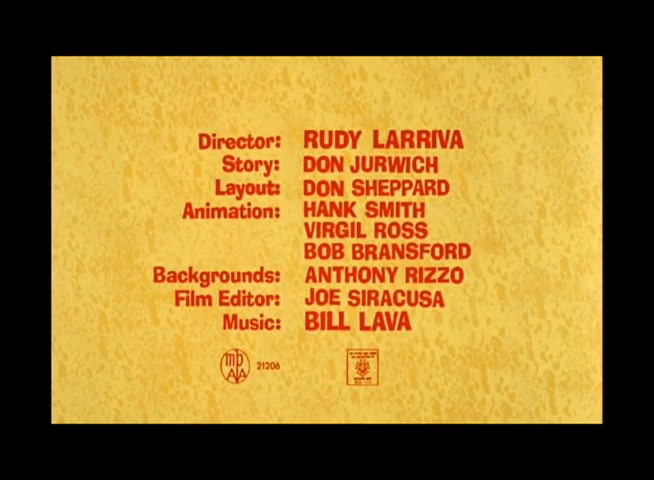 Director: RUDY LARRIVA
Story: DON JURWICH
Layout: DON SHEPPARD
Animation: HANK SMITH
VIRGIL ROSS
BOB BRANSFORD
Backgrounds: ANTHONY RIZZO
Film Editor: JOE SIRACUSA
Music: BILL LAVA
21206